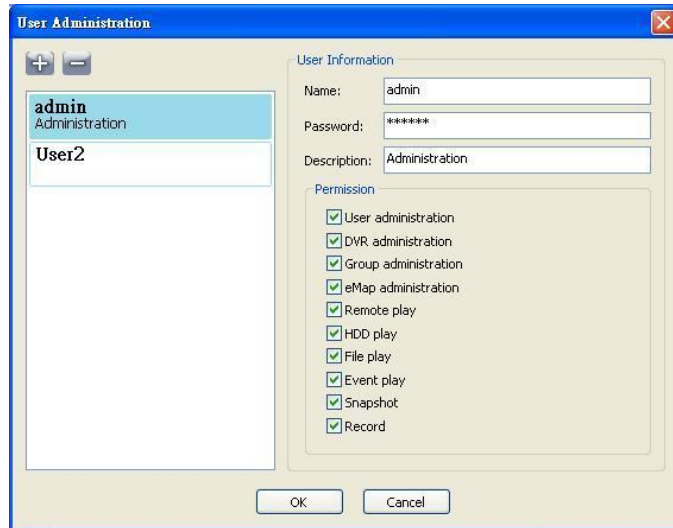 User Administration
admin
Administration
User2
User Information
Name: admin
Password: ******
Description: Administration
Permission
User administration
DVR administration
Group administration
eMap administration
Remote play
HDD play
File play
Event play
Snapshot
Record
OK Cancel